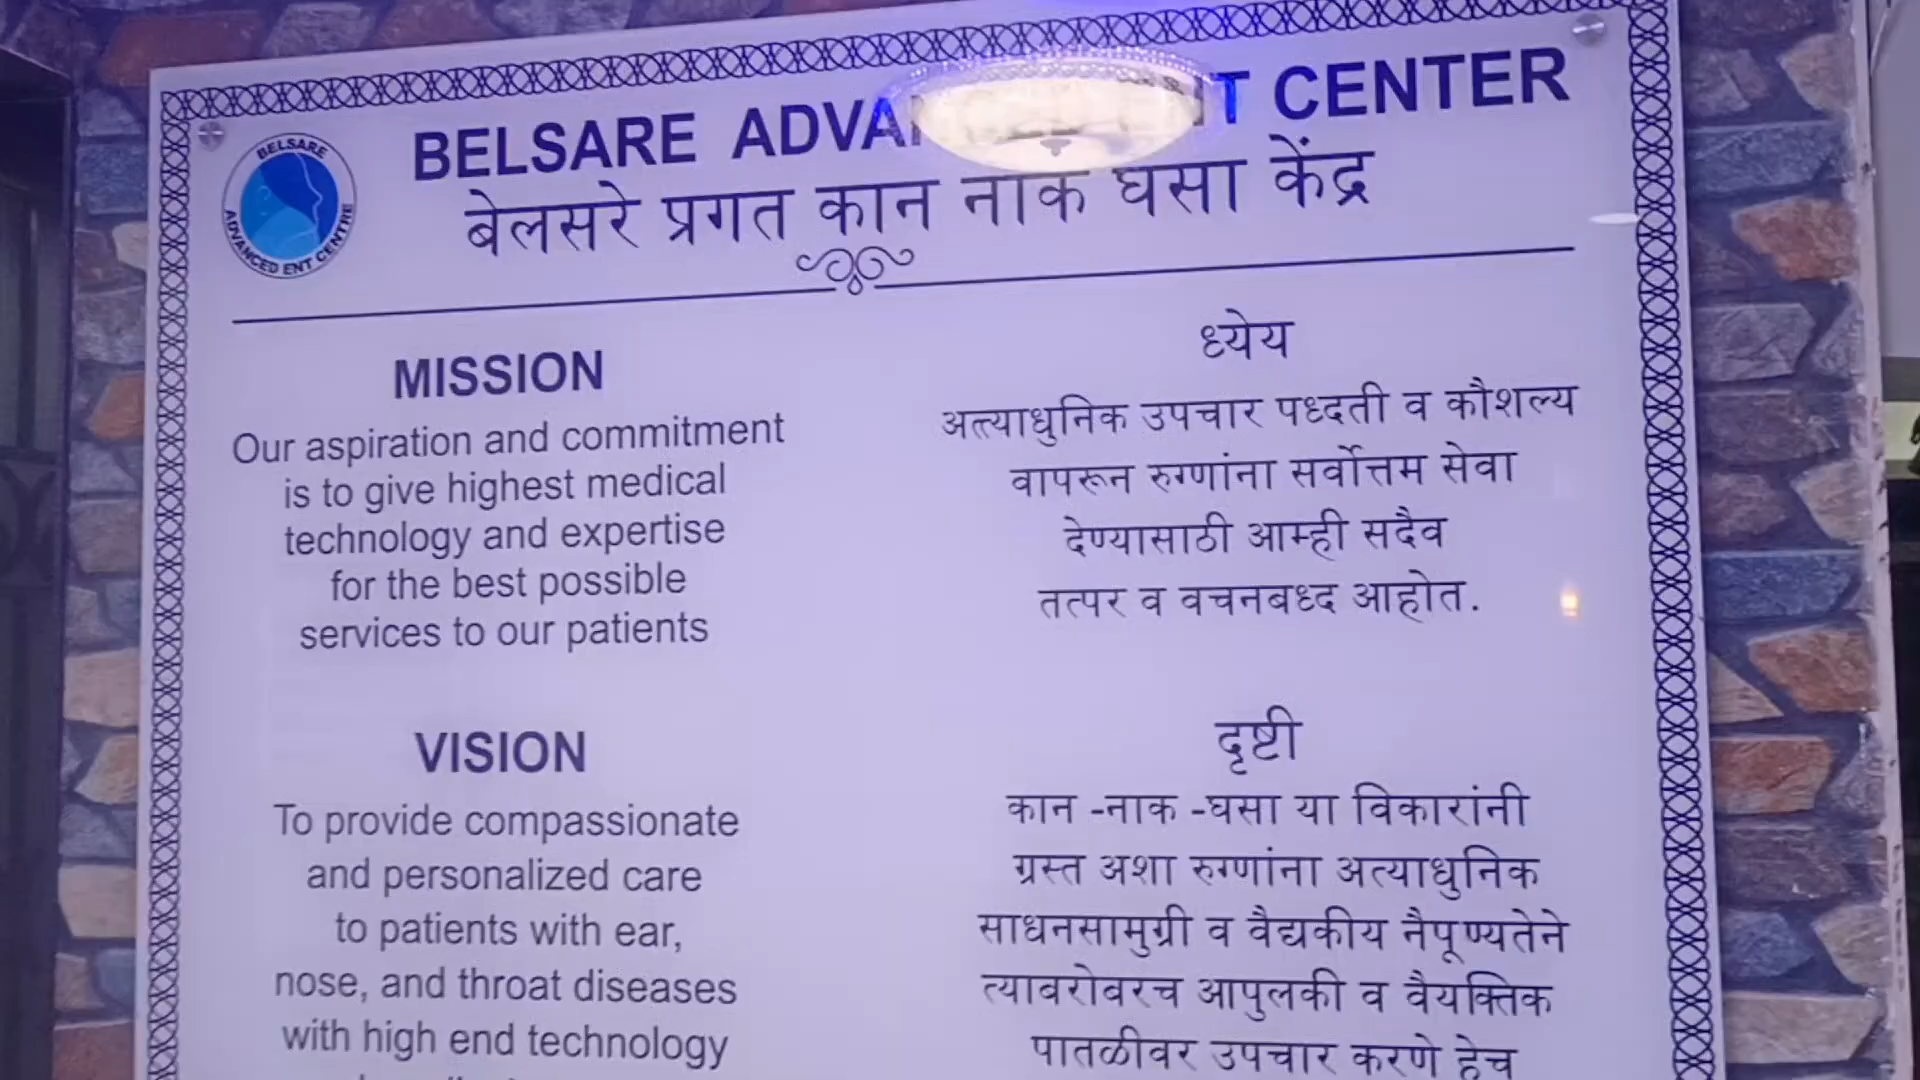 BELSARE ADVA T CENTER
बेलसरे प्रगत कान नाक घसा केंद्र
BELSARE
ADVANCED ENT CENTRE
MISSION
Our aspiration and commitment
is to give highest medical
technology and expertise
for the best possible
services to our patients
ध्येय
अत्याधुनिक उपचार पध्दती व कौशल्य
वापरून रुग्णांना सर्वोत्तम सेवा
देण्यासाठी आम्ही सदैव
तत्पर व वचनबध्द आहोत.
VISION
To provide compassionate
and personalized care
to patients with ear,
nose, and throat diseases
with high end technology
दृष्टी
कान -नाक -घसा या विकारांनी
ग्रस्त अशा रुग्णांना अत्याधुनिक
साधनसामुग्री व वैद्यकीय नैपूण्यतेने
त्यावरोबरच आपुलकी व वैयक्तिक
पातळीवर उपचार करणे हेच